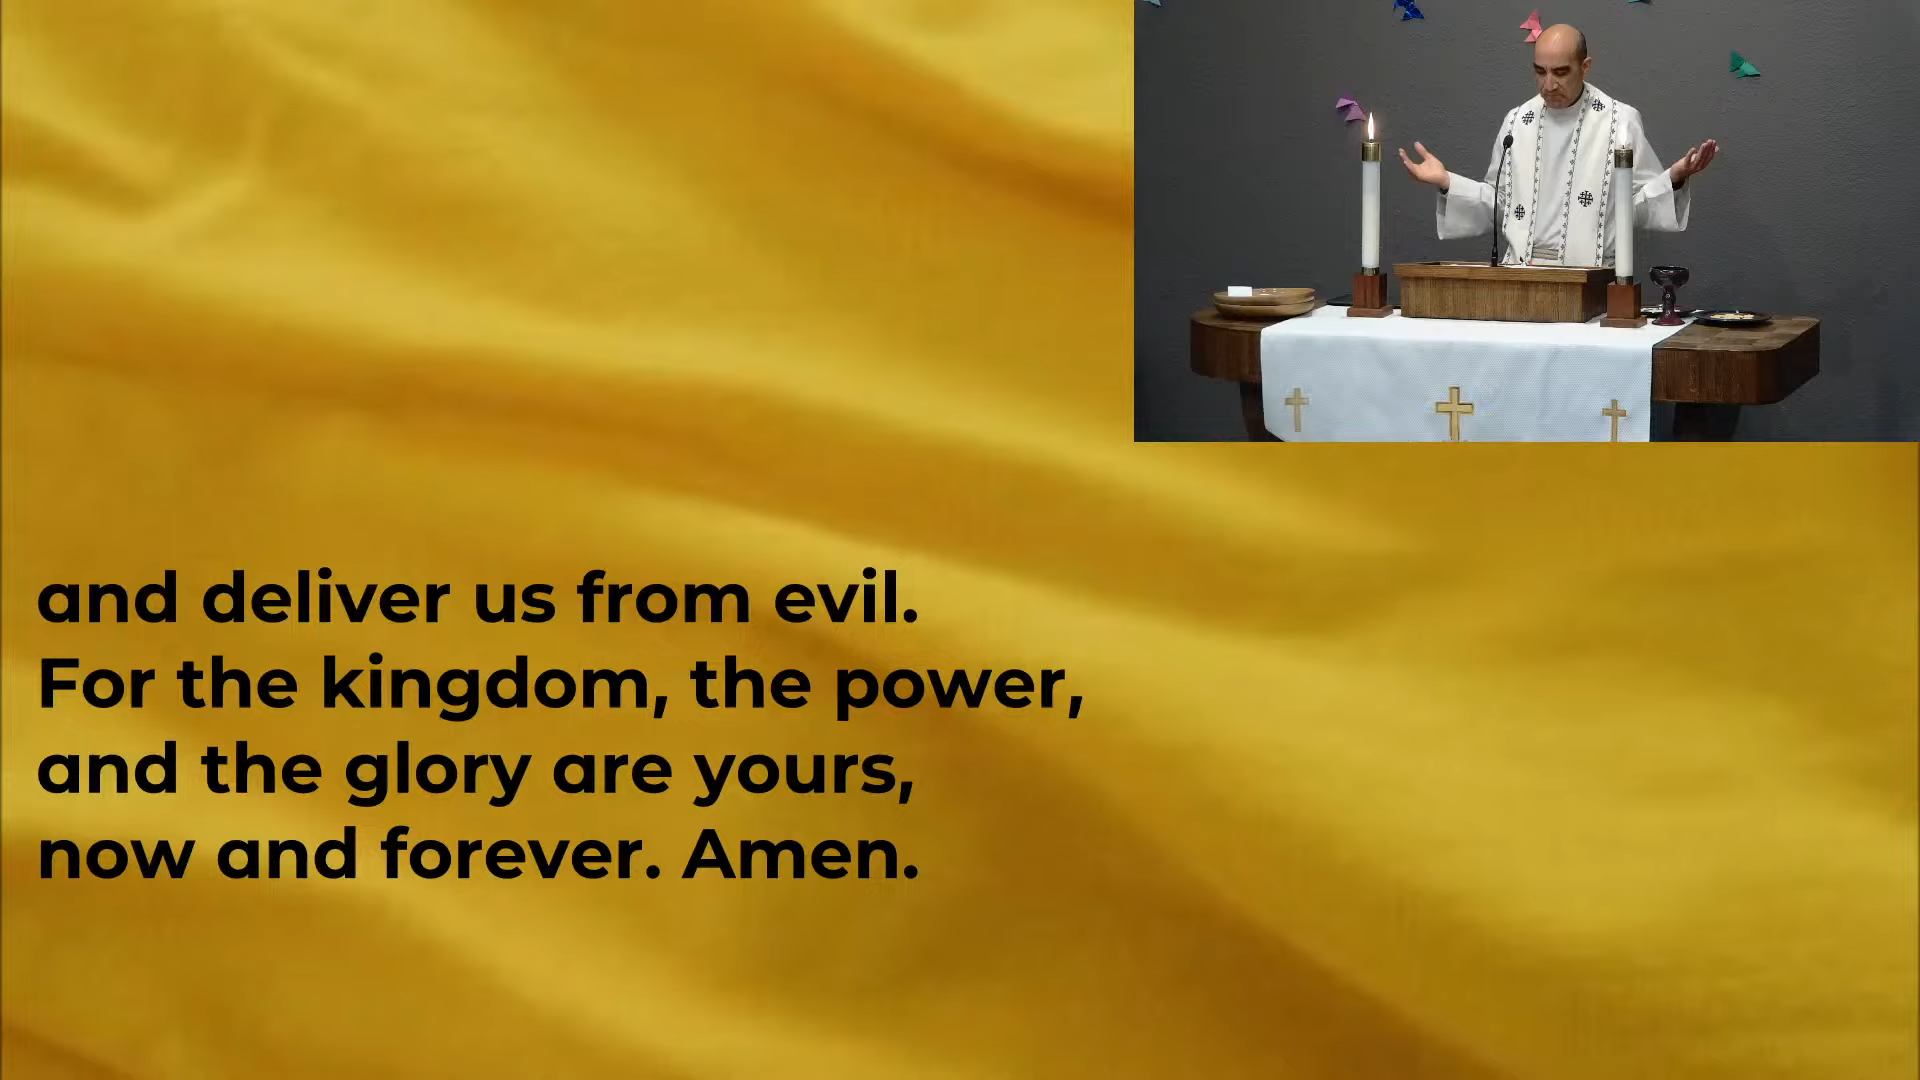 and deliver us from evil.
For the kingdom, the power,
and the glory are yours,
now and forever. Amen.